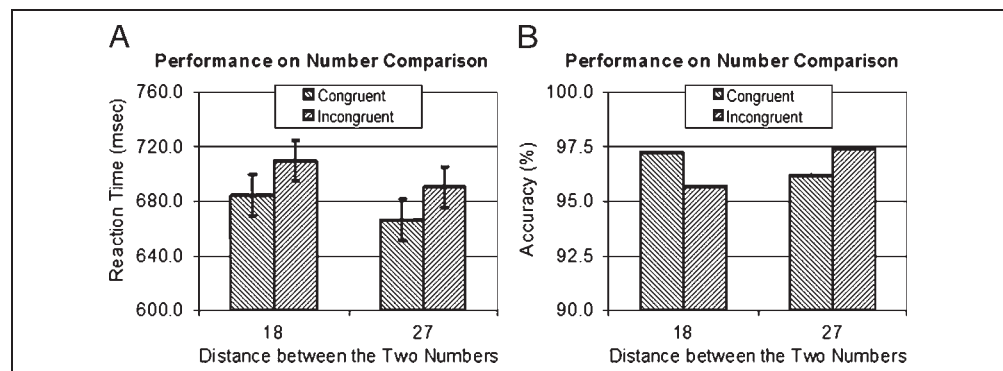 A
Performance on Number Comparison
760.0
720.0
680.0
640.0
600.0
Reaction Time (msec)
Congruent
Incongruent
18
27
Distance between the Two Numbers
B
Performance on Number Comparison
100.0
97.5
95.0
92.5
90.0
Accuracy (%)
Congruent
Incongruent
18
27
Distance between the Two Numbers